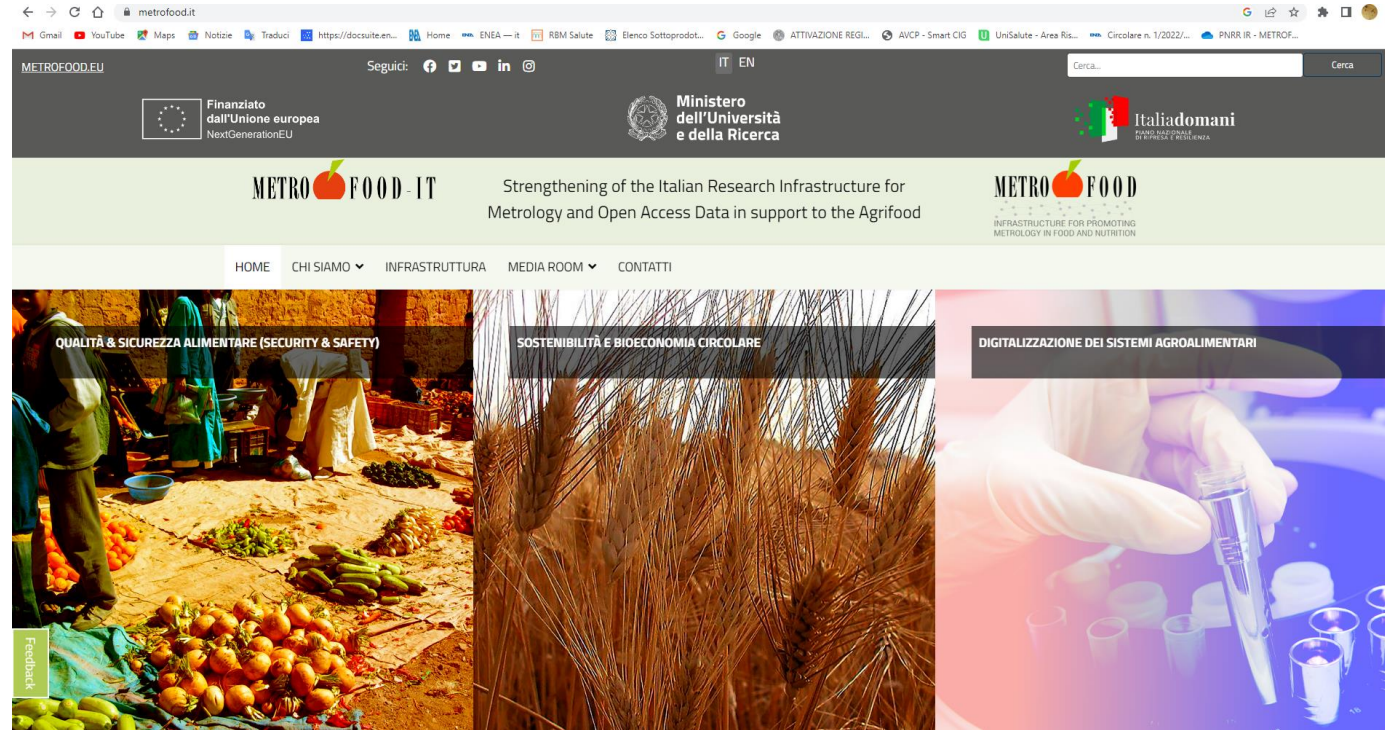 metrofood.it
Gmail YouTube Maps Notizie Traduci https://docsuite.en... Home ENEA — it RBM Salute Elenco Sottoprodot... Google ATTIVAZIONE REGI... AVCP - Smart CIG UniSalute - Area Ris... Circolare n. 1/2022/... PNRR IR - METROF...
METROFOOD.EU Seguici: IT EN Cerca... Cerca
Finanziato
dall'Unione europea
NextGenerationEU
Ministero
dell'Università
e della Ricerca
Italiadomani
PIANO NAZIONALE
DI RIPRESA E RESILIENZA
METROFOOD-IT
Strengthening of the Italian Research Infrastructure for
Metrology and Open Access Data in support to the Agrifood
METROFOOD
INFRASTRUCTURE FOR PROMOTING
METROLOGY IN FOOD AND NUTRITION
HOME CHI SIAMO INFRASTRUTTURA MEDIA ROOM CONTATTI
QUALITÀ & SICUREZZA ALIMENTARE (SECURITY & SAFETY)
SOSTENIBILITÀ E BIOECONOMIA CIRCOLARE
DIGITALIZZAZIONE DEI SISTEMI AGROALIMENTARI
Feedback